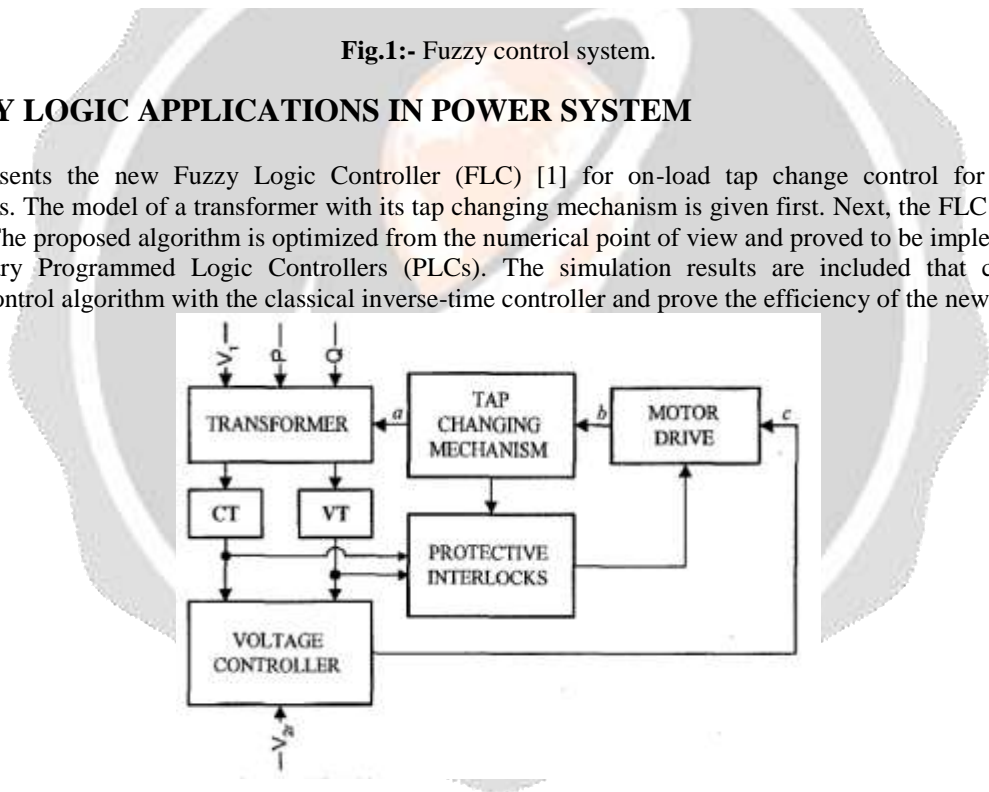 Fig.1:- Fuzzy control system.
Y LOGIC APPLICATIONS IN POWER SYSTEM
sents the new Fuzzy Logic Controller (FLC) [1] for on-load tap change control for
s. The model of a transformer with its tap changing mechanism is given first. Next, the FLC
The proposed algorithm is optimized from the numerical point of view and proved to be imple
ry Programmed Logic Controllers (PLCs). The simulation results are included that c
ontrol algorithm with the classical inverse-time controller and prove the efficiency of the new
V₁ P Q
TRANSFORMER
a
TAP
CHANGING
MECHANISM
b
MOTOR
DRIVE
c
CT
VT
PROTECTIVE
INTERLOCKS
VOLTAGE
CONTROLLER
V₂ᵣ